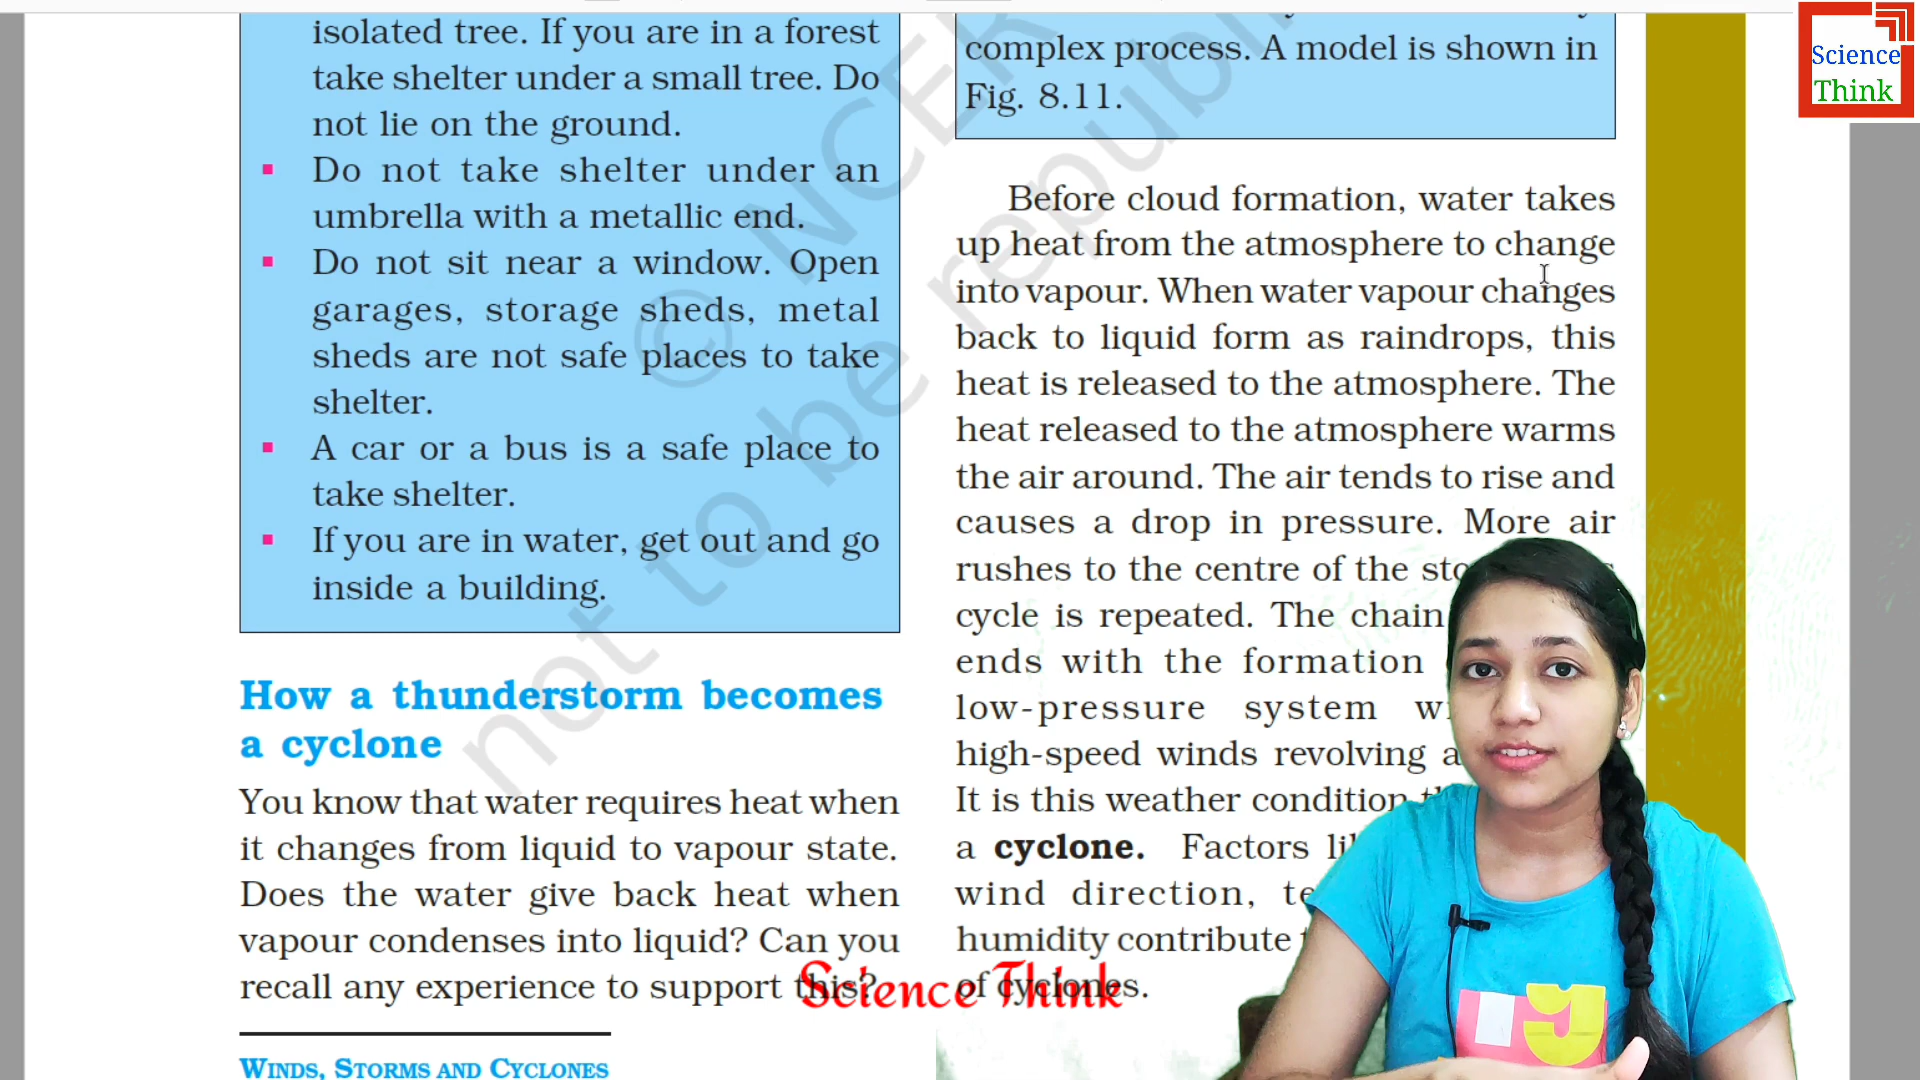 isolated tree. If you are in a forest
take shelter under a small tree. Do
not lie on the ground.
▪ Do not take shelter under an
umbrella with a metallic end.
▪ Do not sit near a window. Open
garages, storage sheds, metal
sheds are not safe places to take
shelter.
▪ A car or a bus is a safe place to
take shelter.
▪ If you are in water, get out and go
inside a building.
How a thunderstorm becomes
a cyclone
You know that water requires heat when
it changes from liquid to vapour state.
Does the water give back heat when
vapour condenses into liquid? Can you
recall any experience to support this?
WINDS, STORMS AND CYCLONES
complex process. A model is shown in
Fig. 8.11.
Before cloud formation, water takes
up heat from the atmosphere to change
into vapour. When water vapour changes
back to liquid form as raindrops, this
heat is released to the atmosphere. The
heat released to the atmosphere warms
the air around. The air tends to rise and
causes a drop in pressure. More air
rushes to the centre of the
cycle is repeated. The chain
ends with the formation
low-pressure system
high-speed winds revolving
It is this weather condition
a cyclone. Factors
wind direction,
humidity contribute
of cyclones.
© NCER
not to be republi
Science Think
Science
Think